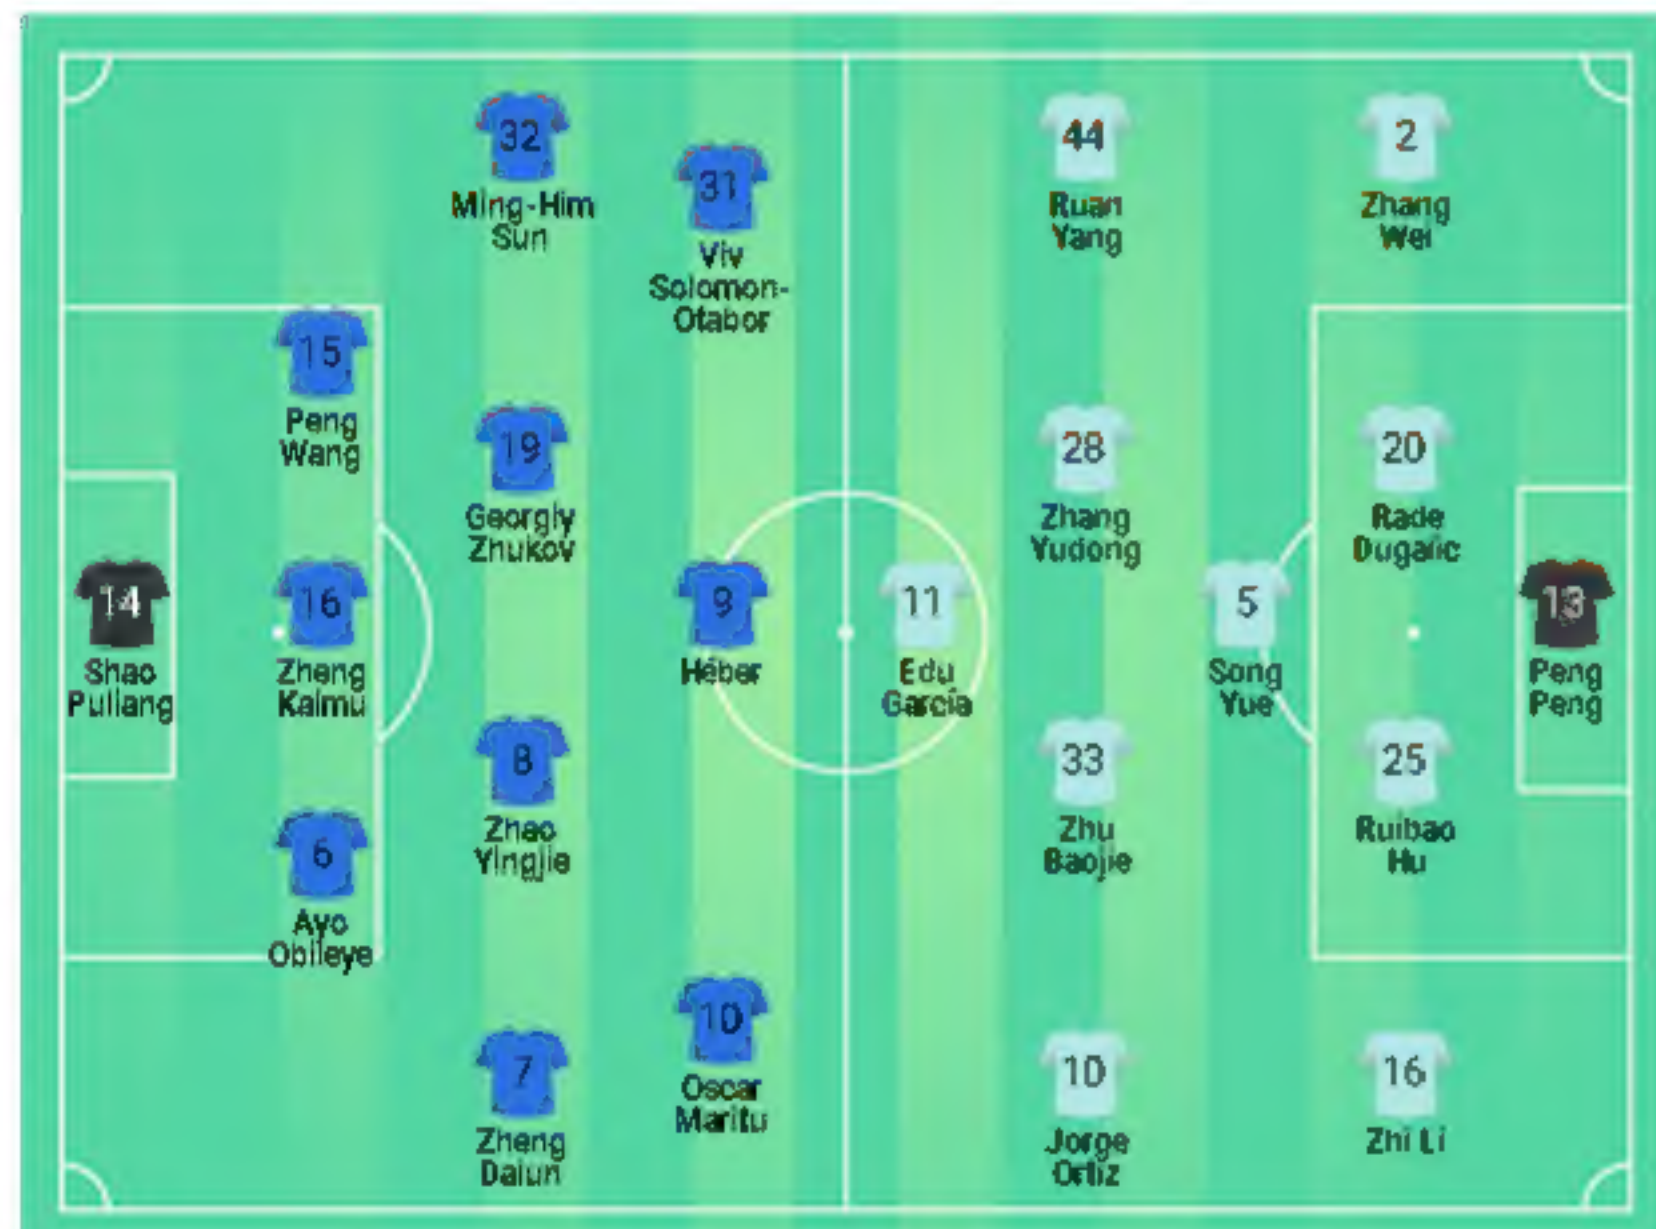 32
Ming-Him
Sun
31
Viv
Solomon-
Otabor
15
Peng
Wang
19
Georgiy
Zhukov
14
Shao
Puliang
16
Zheng
Kaimu
9
Héber
8
Zhao
Yingjie
6
Ayo
Obileye
10
Oscar
Maritu
7
Zheng
Dalun
44
Ruan
Yang
2
Zhang
Wei
28
Zhang
Yudong
20
Rade
Dugalic
11
Edu
García
5
Song
Yue
13
Peng
Peng
33
Zhu
Baojie
25
Ruibao
Hu
10
Jorge
Ortiz
16
Zhi Li